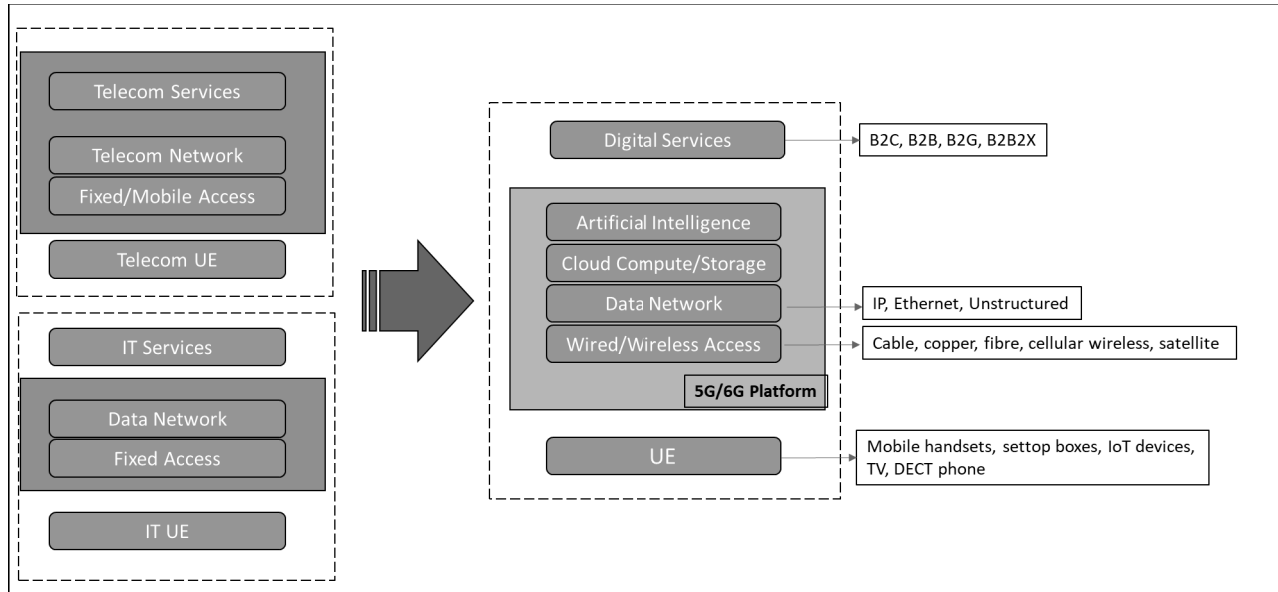 Telecom Services
Telecom Network
Fixed/Mobile Access
Telecom UE
IT Services
Data Network
Fixed Access
IT UE
Digital Services
B2C, B2B, B2G, B2B2X
Artificial Intelligence
Cloud Compute/Storage
Data Network
IP, Ethernet, Unstructured
Wired/Wireless Access
Cable, copper, fibre, cellular wireless, satellite
5G/6G Platform
UE
Mobile handsets, settop boxes, IoT devices,
TV, DECT phone